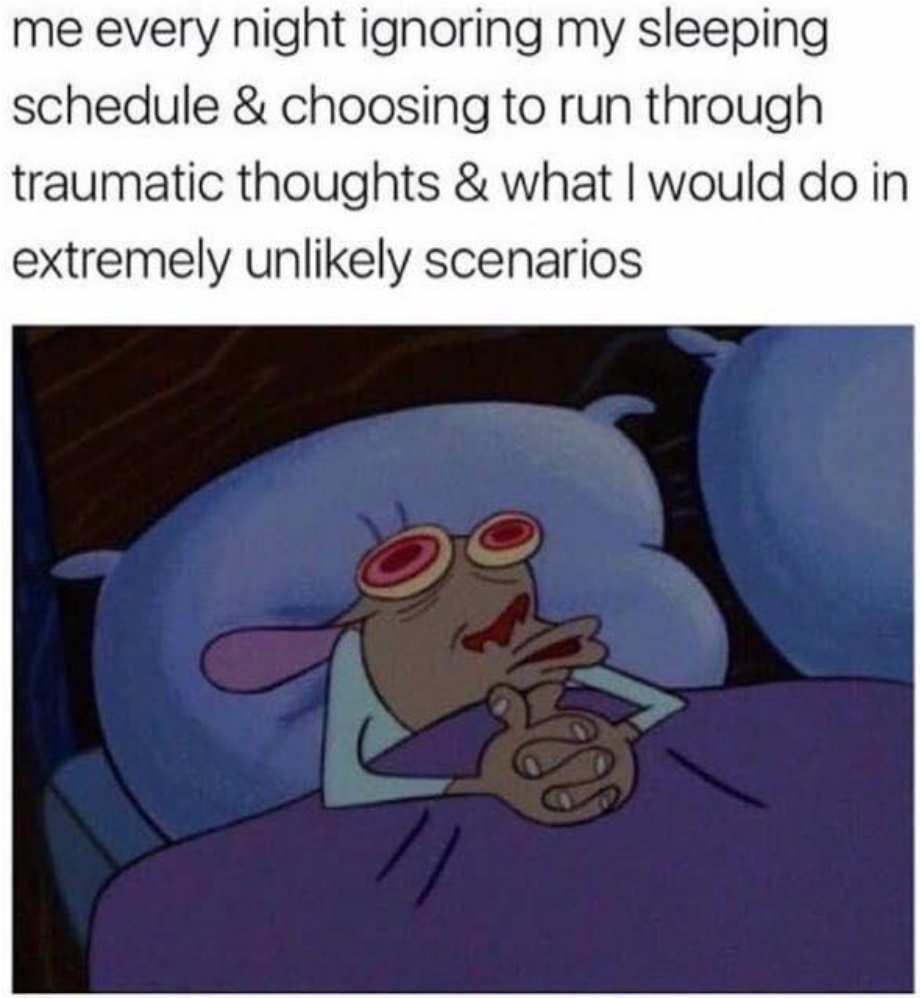 me every night ignoring my sleeping
schedule & choosing to run through
traumatic thoughts & what I would do in
extremely unlikely scenarios